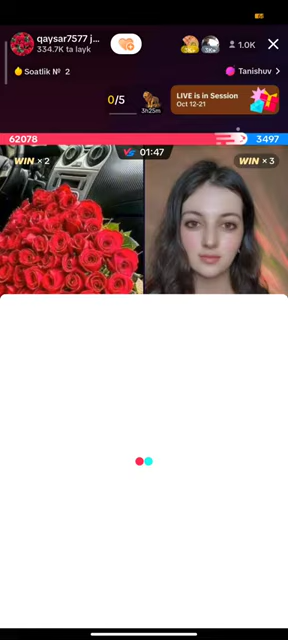 qaysar7577 j...
334.7K ta layk
1.0K
Soatlik № 2
Tanishuv
0/5
3h25m
LIVE is in Session
Oct 12-21
62078
3497
WIN × 2
VS 01:47
WIN × 3